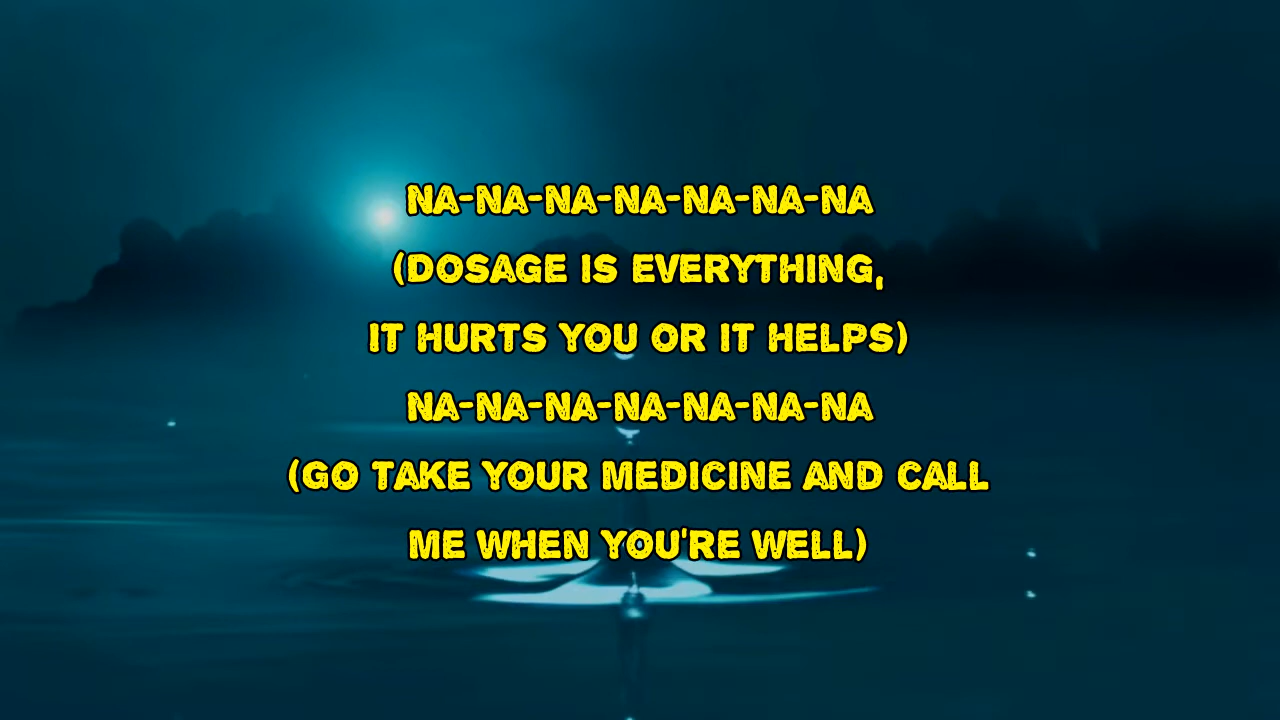 NA-NA-NA-NA-NA-NA-NA
(DOSAGE IS EVERYTHING,
IT HURTS YOU OR IT HELPS)
NA-NA-NA-NA-NA-NA-NA
(GO TAKE YOUR MEDICINE AND CALL
ME WHEN YOU'RE WELL)